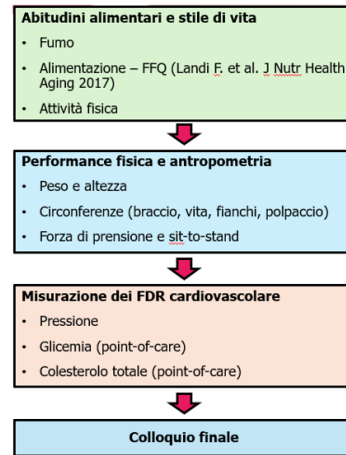 Abitudini alimentari e stile di vita
• Fumo
• Alimentazione – FFQ (Landi F, et al. J Nutr Health
Aging 2017)
• Attività fisica
Performance fisica e antropometria
• Peso e altezza
• Circonferenze (braccio, vita, fianchi, polpaccio)
• Forza di prensione e sit-to-stand
Misurazione dei FDR cardiovascolare
• Pressione
• Glicemia (point-of-care)
• Colesterolo totale (point-of-care)
Colloquio finale